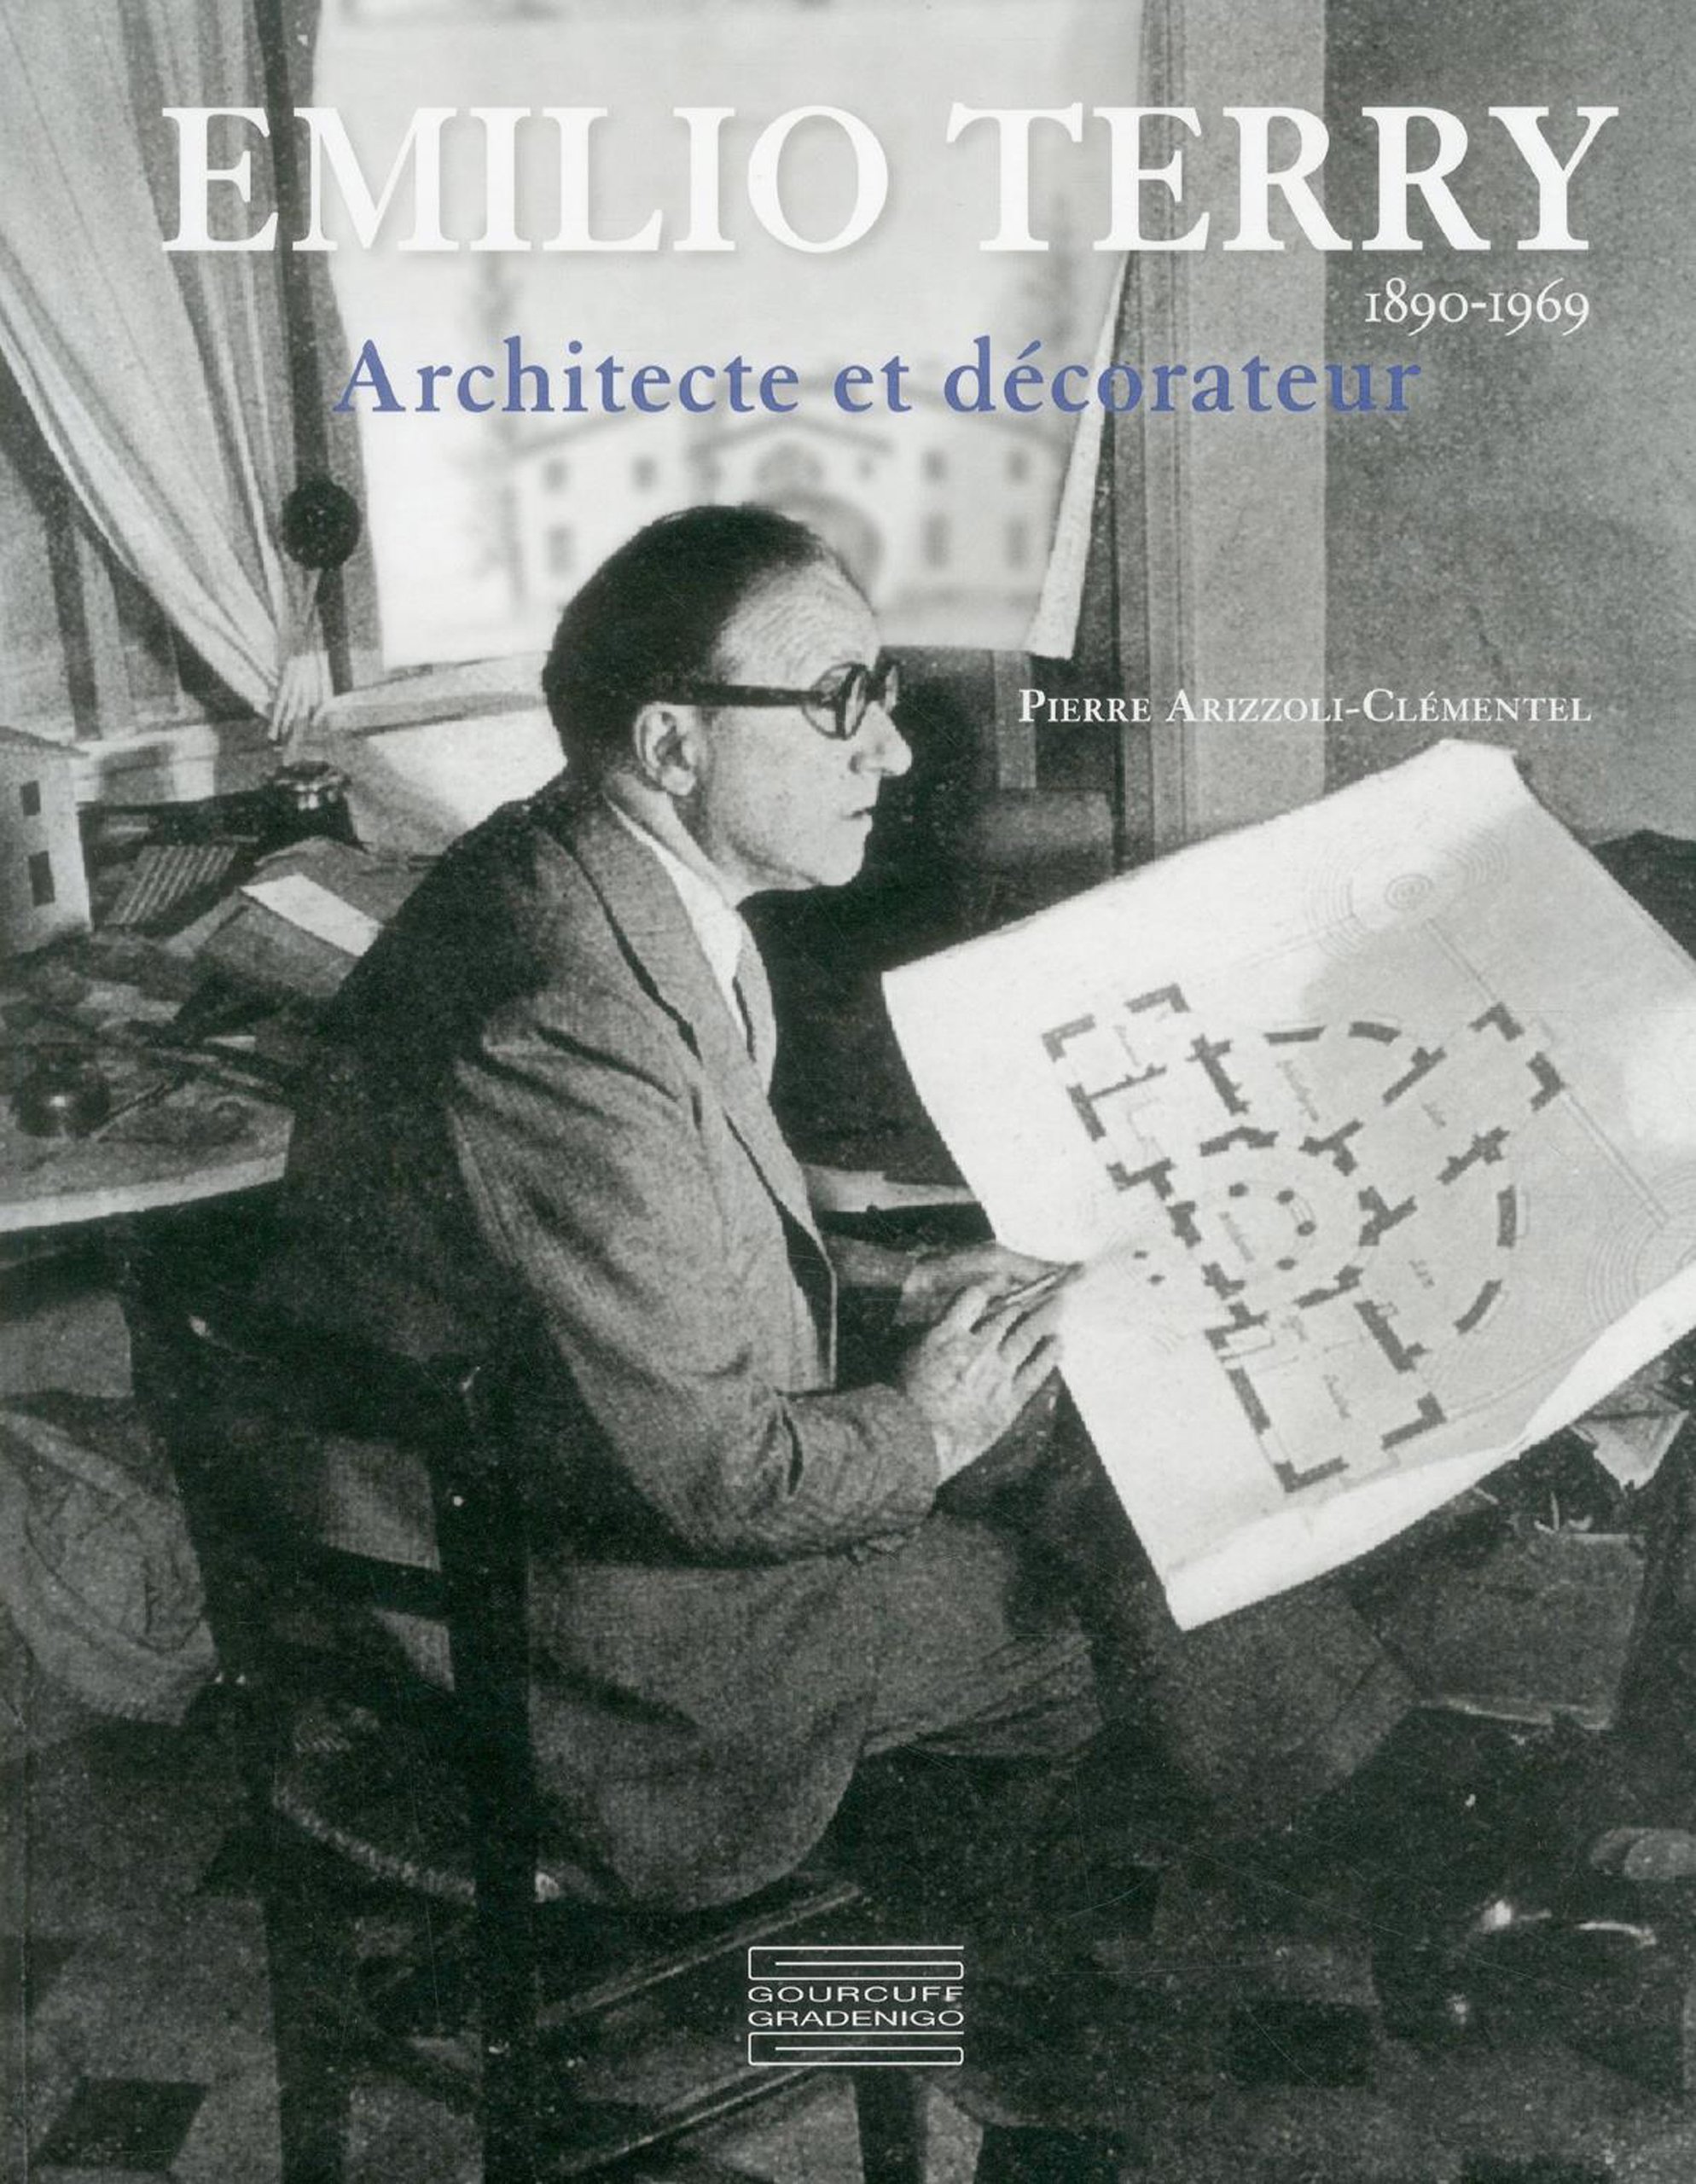 EMILIO TERRY
1890-1969
Architecte et décorateur
PIERRE ARIZZOLI-CLÉMENTEL
GOURCUFF
GRADENIGO